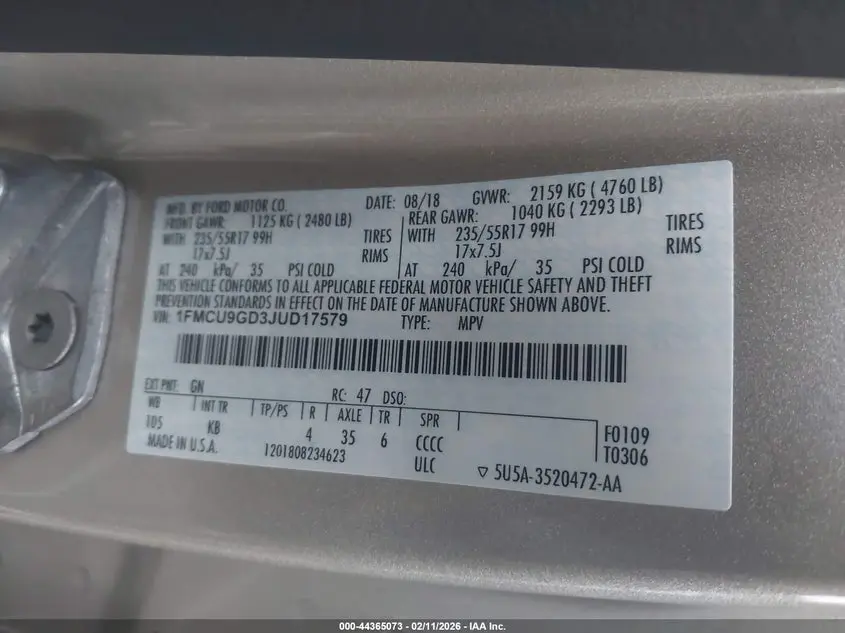 MFD. BY FORD MOTOR CO. DATE: 08/18 GVWR: 2159 KG ( 4760 LB)
FRONT GAWR: 1125 KG ( 2480 LB) REAR GAWR: 1040 KG ( 2293 LB)
WITH 235/55R17 99H TIRES WITH 235/55R17 99H TIRES
17x7.5J RIMS 17x7.5J RIMS
AT 240 kPa/ 35 PSI COLD AT 240 kPa/ 35 PSI COLD
THIS VEHICLE CONFORMS TO ALL APPLICABLE FEDERAL MOTOR VEHICLE SAFETY AND THEFT
PREVENTION STANDARDS IN EFFECT ON THE DATE OF MANUFACTURE SHOWN ABOVE.
VIN: 1FMCU9GD3JUD17579 TYPE: MPV
EXT PNT: GN RC: 47 DSO:
WB INT TR TP/PS R AXLE TR SPR
105 KB 4 35 6 CCCC F0109
MADE IN U.S.A. 1201808234623 ULC T0306
▽ 5U5A-3520472-AA
000-44365073 - 02/11/2026 - IAA Inc.